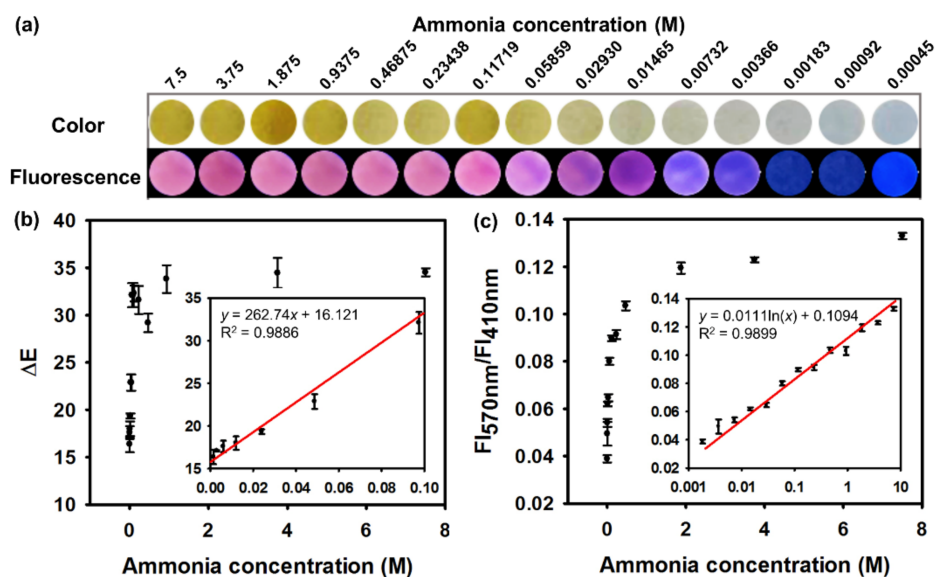 (a)
Ammonia concentration (M)
7.5 3.75 1.875 0.9375 0.46875 0.23438 0.11719 0.05859 0.02930 0.01465 0.00732 0.00366 0.00183 0.00092 0.00045
Color
Fluorescence
(b)
40
35
30
25
20
15
10
ΔE
0 2 4 6 8
Ammonia concentration (M)
y = 262.74x + 16.121
R² = 0.9886
35
30
25
20
15
0.00 0.02 0.04 0.06 0.08 0.10
(c)
0.14
0.12
0.10
0.08
0.06
0.04
0.02
FI570nm/FI410nm
0 2 4 6 8
Ammonia concentration (M)
y = 0.0111ln(x) + 0.1094
R² = 0.9899
0.14
0.12
0.10
0.08
0.06
0.04
0.02
0.001 0.01 0.1 1 10